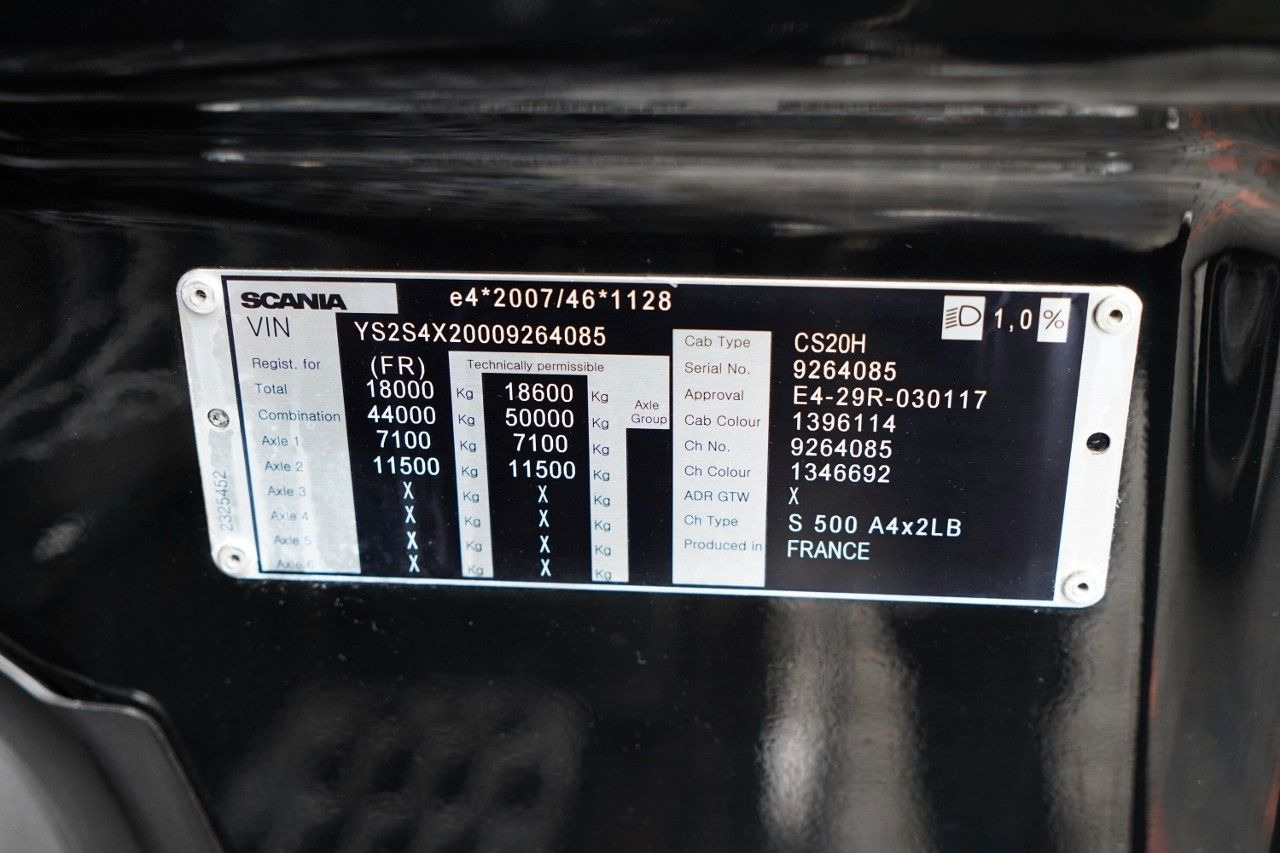 SCANIA e4*2007/46*1128 1,0 %
VIN YS2S4X20009264085
Regist. for (FR) Technically permissible
Total 18000 Kg 18600 Kg Axle Group
Combination 44000 Kg 50000 Kg
Axle 1 7100 Kg 7100 Kg
Axle 2 11500 Kg 11500 Kg
Axle 3 X Kg X Kg
Axle 4 X Kg X Kg
Axle 5 X Kg X Kg
Axle 6 X Kg X Kg
Cab Type CS20H
Serial No. 9264085
Approval E4-29R-030117
Cab Colour 1396114
Ch No. 9264085
Ch Colour 1346692
ADR GTW X
Ch Type S 500 A4x2LB
Produced in FRANCE
2325452